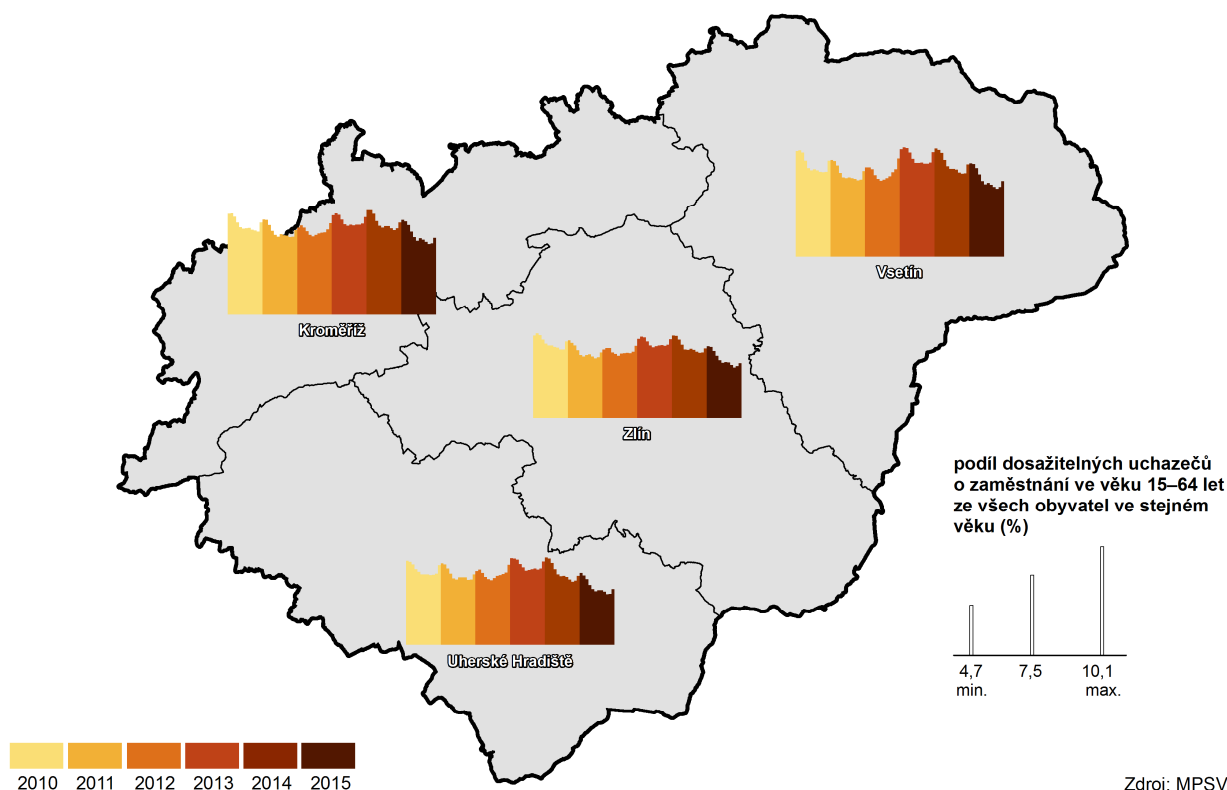 Vsetín
Kroměříž
Zlín
Uherské Hradiště
podíl dosažitelných uchazečů
o zaměstnání ve věku 15–64 let
ze všech obyvatel ve stejném
věku (%)
4,7 7,5 10,1
min. max.
2010 2011 2012 2013 2014 2015
Zdroj: MPSV